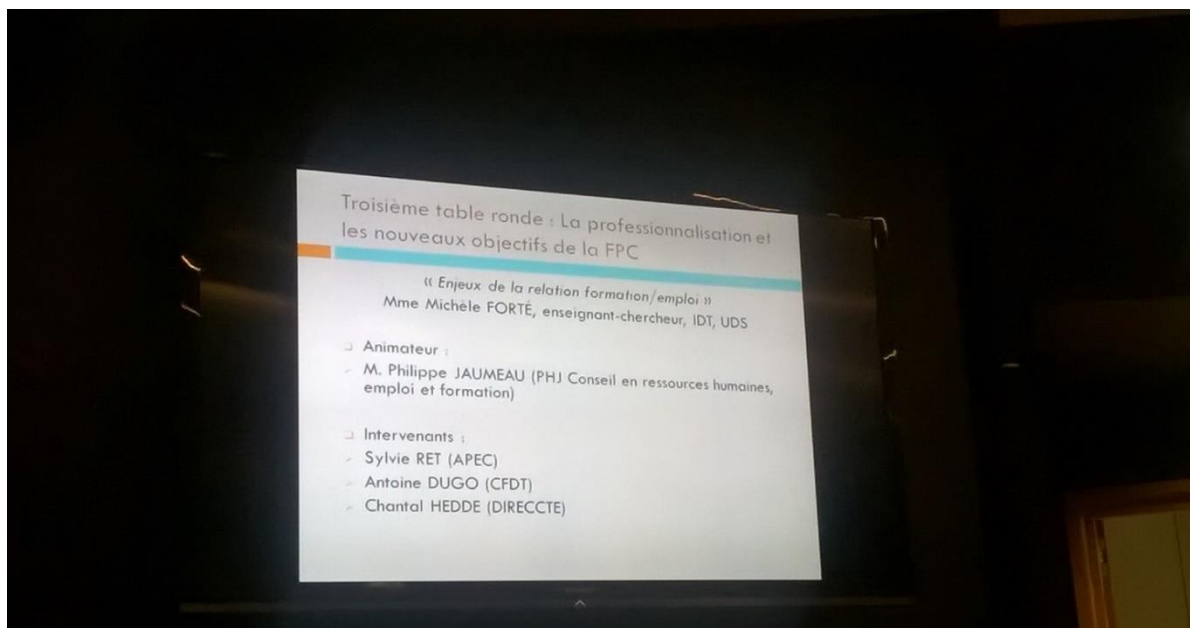 Troisième table ronde : La professionnalisation et
les nouveaux objectifs de la FPC
« Enjeux de la relation formation/emploi »
Mme Michèle FORTÉ, enseignant-chercheur, IDT, UDS
Animateur :
M. Philippe JAUMEAU (PHJ Conseil en ressources humaines,
emploi et formation)
Intervenants :
Sylvie RET (APEC)
Antoine DUGO (CFDT)
Chantal HEDDE (DIRECCTE)